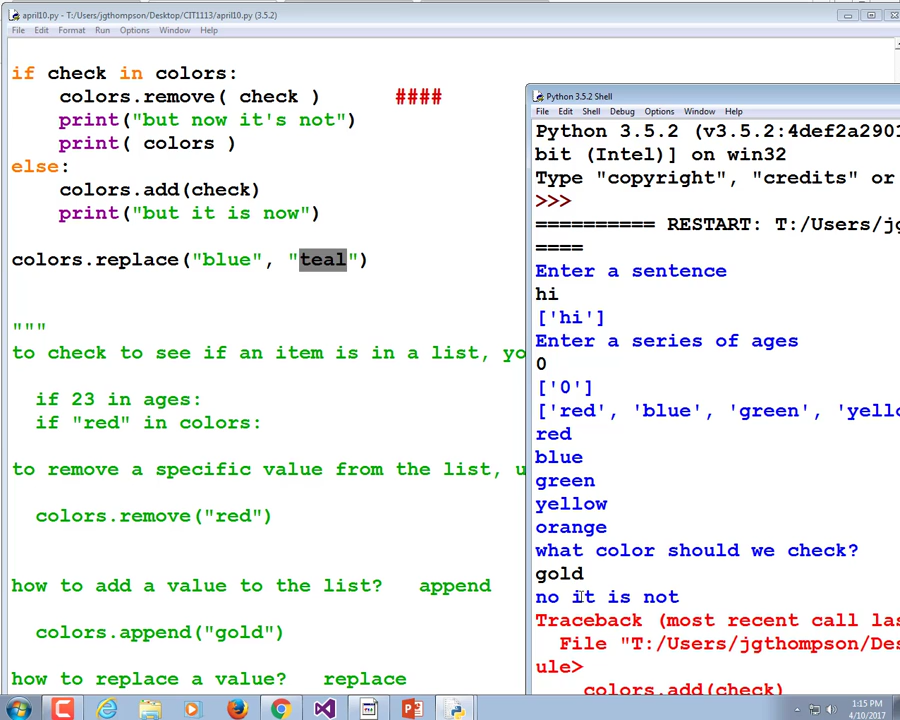 april10.py - T:/Users/jgthompson/Desktop/CIT1113/april10.py (3.5.2)
File Edit Format Run Options Window Help
if check in colors:
colors.remove( check ) ####
print("but now it's not")
print( colors )
else:
colors.add(check)
print("but it is now")
colors.replace("blue", "teal")
"""
to check to see if an item is in a list, yo
if 23 in ages:
if "red" in colors:
to remove a specific value from the list, u
colors.remove("red")
how to add a value to the list? append
colors.append("gold")
how to replace a value? replace
Python 3.5.2 Shell
File Edit Shell Debug Options Window Help
Python 3.5.2 (v3.5.2:4def2a2901
bit (Intel)] on win32
Type "copyright", "credits" or
>>>
========== RESTART: T:/Users/jg
====
Enter a sentence
hi
['hi']
Enter a series of ages
0
['0']
['red', 'blue', 'green', 'yello
red
blue
green
yellow
orange
what color should we check?
gold
no it is not
Traceback (most recent call las
File "T:/Users/jgthompson/Des
ule>
colors.add(check)
1:15 PM
4/10/2017